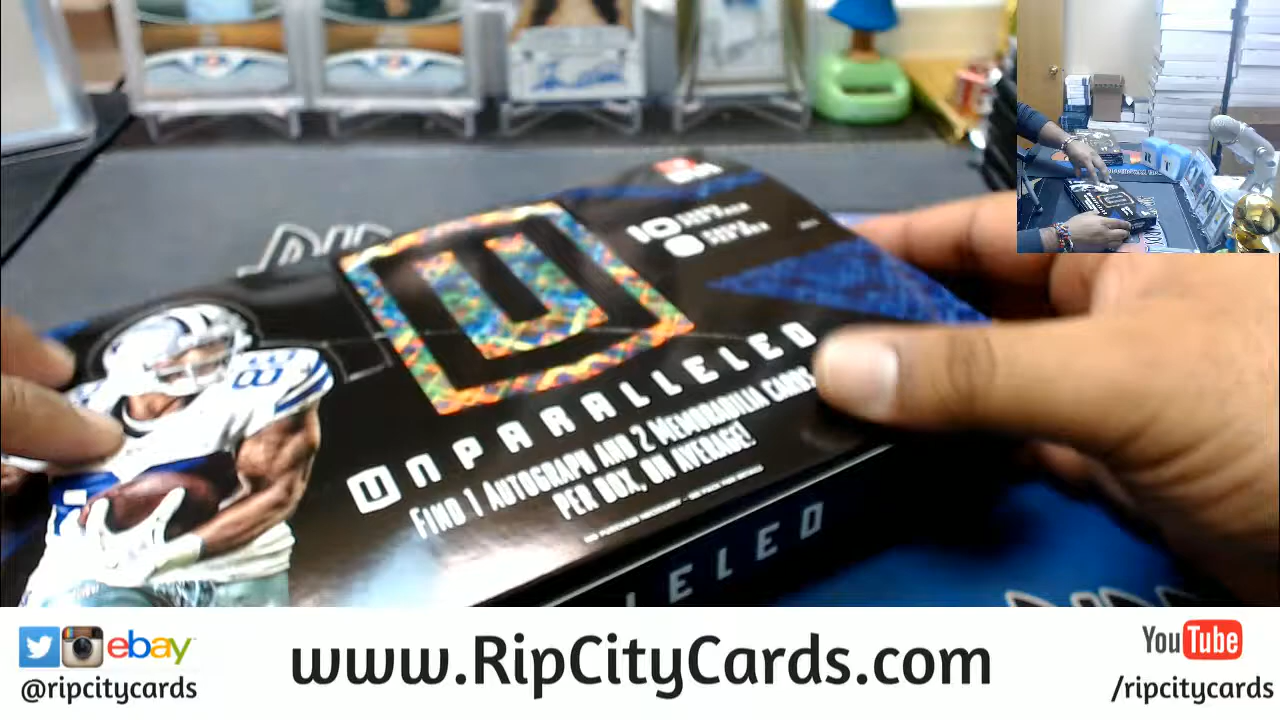 10
U
UNPARALLELED
FIND 1 AUTOGRAPH AND 2 MEMORABILIA CARDS
PER BOX, ON AVERAGE!
88
LELED
ebay
www.RipCityCards.com
YouTube
@ripcitycards
/ripcitycards